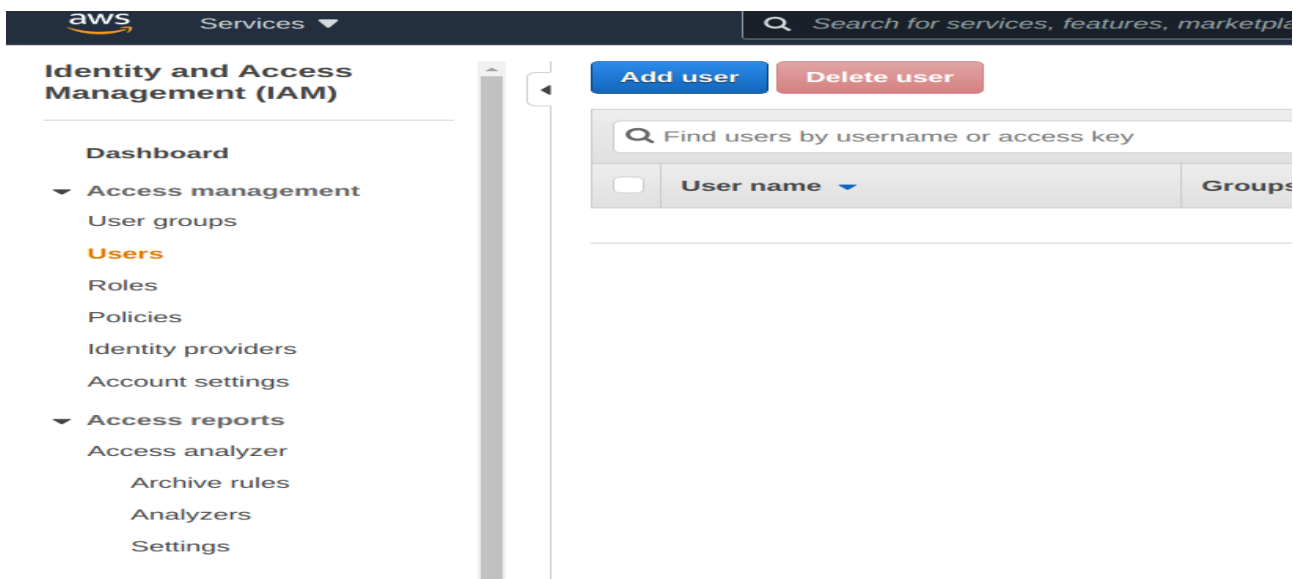 aws Services Search for services, features, marketpla
Identity and Access
Management (IAM)
Dashboard
Access management
User groups
Users
Roles
Policies
Identity providers
Account settings
Access reports
Access analyzer
Archive rules
Analyzers
Settings
Add user Delete user
Find users by username or access key
User name Groups